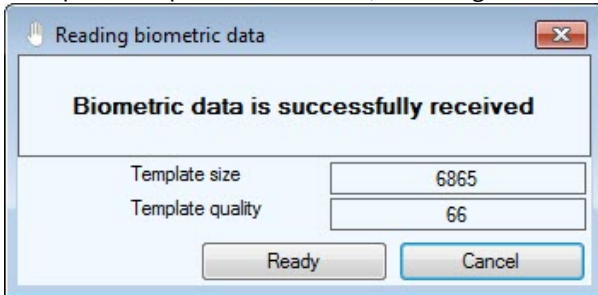 Reading biometric data
Biometric data is successfully received
Template size 6865
Template quality 66
Ready Cancel